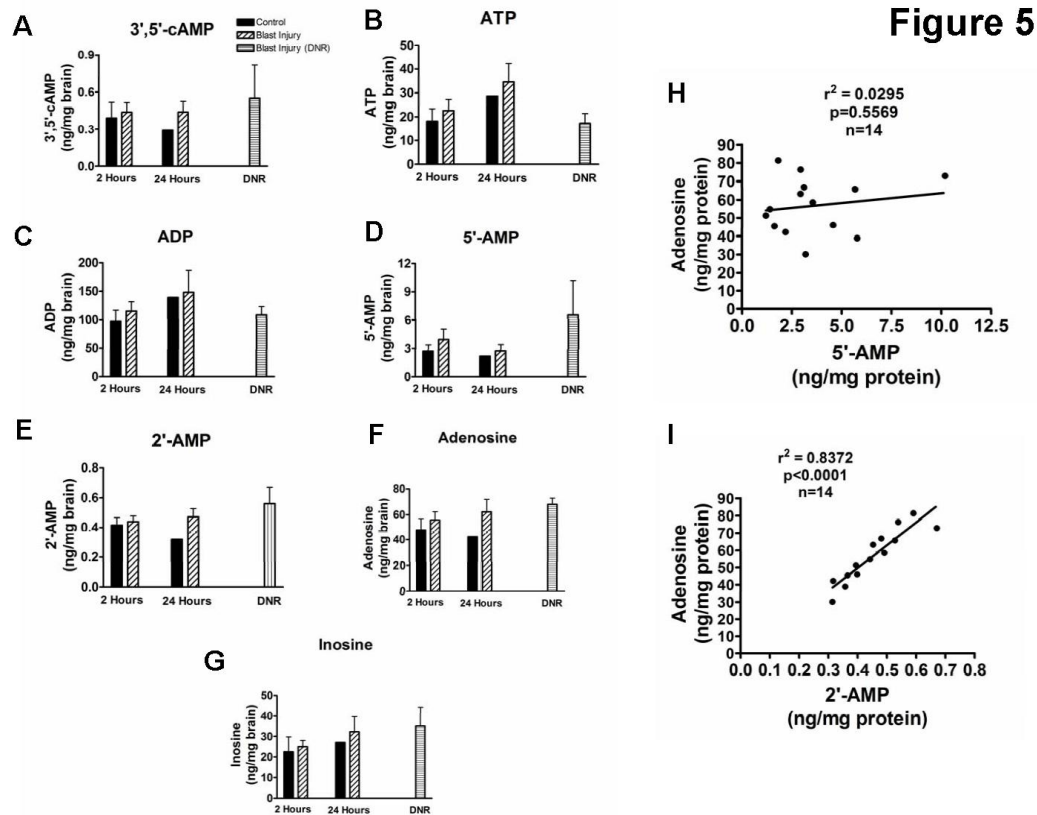 Figure 5
A
3',5'-cAMP
Control
Blast Injury
Blast Injury (DNR)
3',5'-cAMP
(ng/mg brain)
0.9
0.6
0.3
0.0
2 Hours
24 Hours
DNR
B
ATP
ATP
(ng/mg brain)
50
40
30
20
10
0
2 Hours
24 Hours
DNR
C
ADP
ADP
(ng/mg brain)
200
150
100
50
0
2 Hours
24 Hours
DNR
D
5'-AMP
5'-AMP
(ng/mg brain)
12
9
6
3
0
2 Hours
24 Hours
DNR
E
2'-AMP
2'-AMP
(ng/mg brain)
0.8
0.6
0.4
0.2
0.0
2 Hours
24 Hours
DNR
F
Adenosine
Adenosine
(ng/mg brain)
80
60
40
20
0
2 Hours
24 Hours
DNR
G
Inosine
Inosine
(ng/mg brain)
50
40
30
20
10
0
2 Hours
24 Hours
DNR
H
r² = 0.0295
p=0.5569
n=14
Adenosine
(ng/mg protein)
90
80
70
60
50
40
30
20
10
0
0.0 2.5 5.0 7.5 10.0 12.5
5'-AMP
(ng/mg protein)
I
r² = 0.8372
p<0.0001
n=14
Adenosine
(ng/mg protein)
90
80
70
60
50
40
30
20
10
0
0.0 0.1 0.2 0.3 0.4 0.5 0.6 0.7 0.8
2'-AMP
(ng/mg protein)